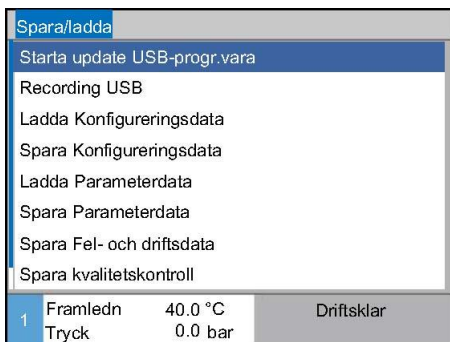 Spara/ladda
Starta update USB-progr.vara
Recording USB
Ladda Konfigureringsdata
Spara Konfigureringsdata
Ladda Parameterdata
Spara Parameterdata
Spara Fel- och driftsdata
Spara kvalitetskontroll
1 Framledn 40.0 °C Driftsklar
Tryck 0.0 bar